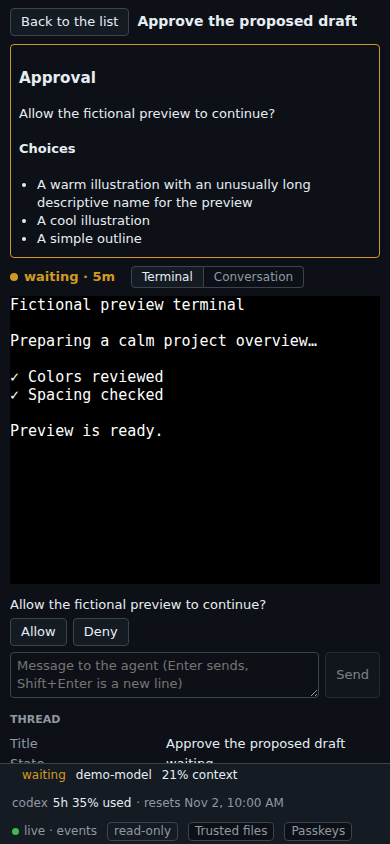 Back to the list Approve the proposed draft
Approval
Allow the fictional preview to continue?
Choices
• A warm illustration with an unusually long
descriptive name for the preview
• A cool illustration
• A simple outline
waiting · 5m Terminal Conversation
Fictional preview terminal
Preparing a calm project overview…
✓ Colors reviewed
✓ Spacing checked
Preview is ready.
Allow the fictional preview to continue?
Allow Deny
Message to the agent (Enter sends,
Shift+Enter is a new line)
Send
THREAD
Title Approve the proposed draft
State waiting
waiting demo-model 21% context
codex 5h 35% used · resets Nov 2, 10:00 AM
live · events read-only Trusted files Passkeys